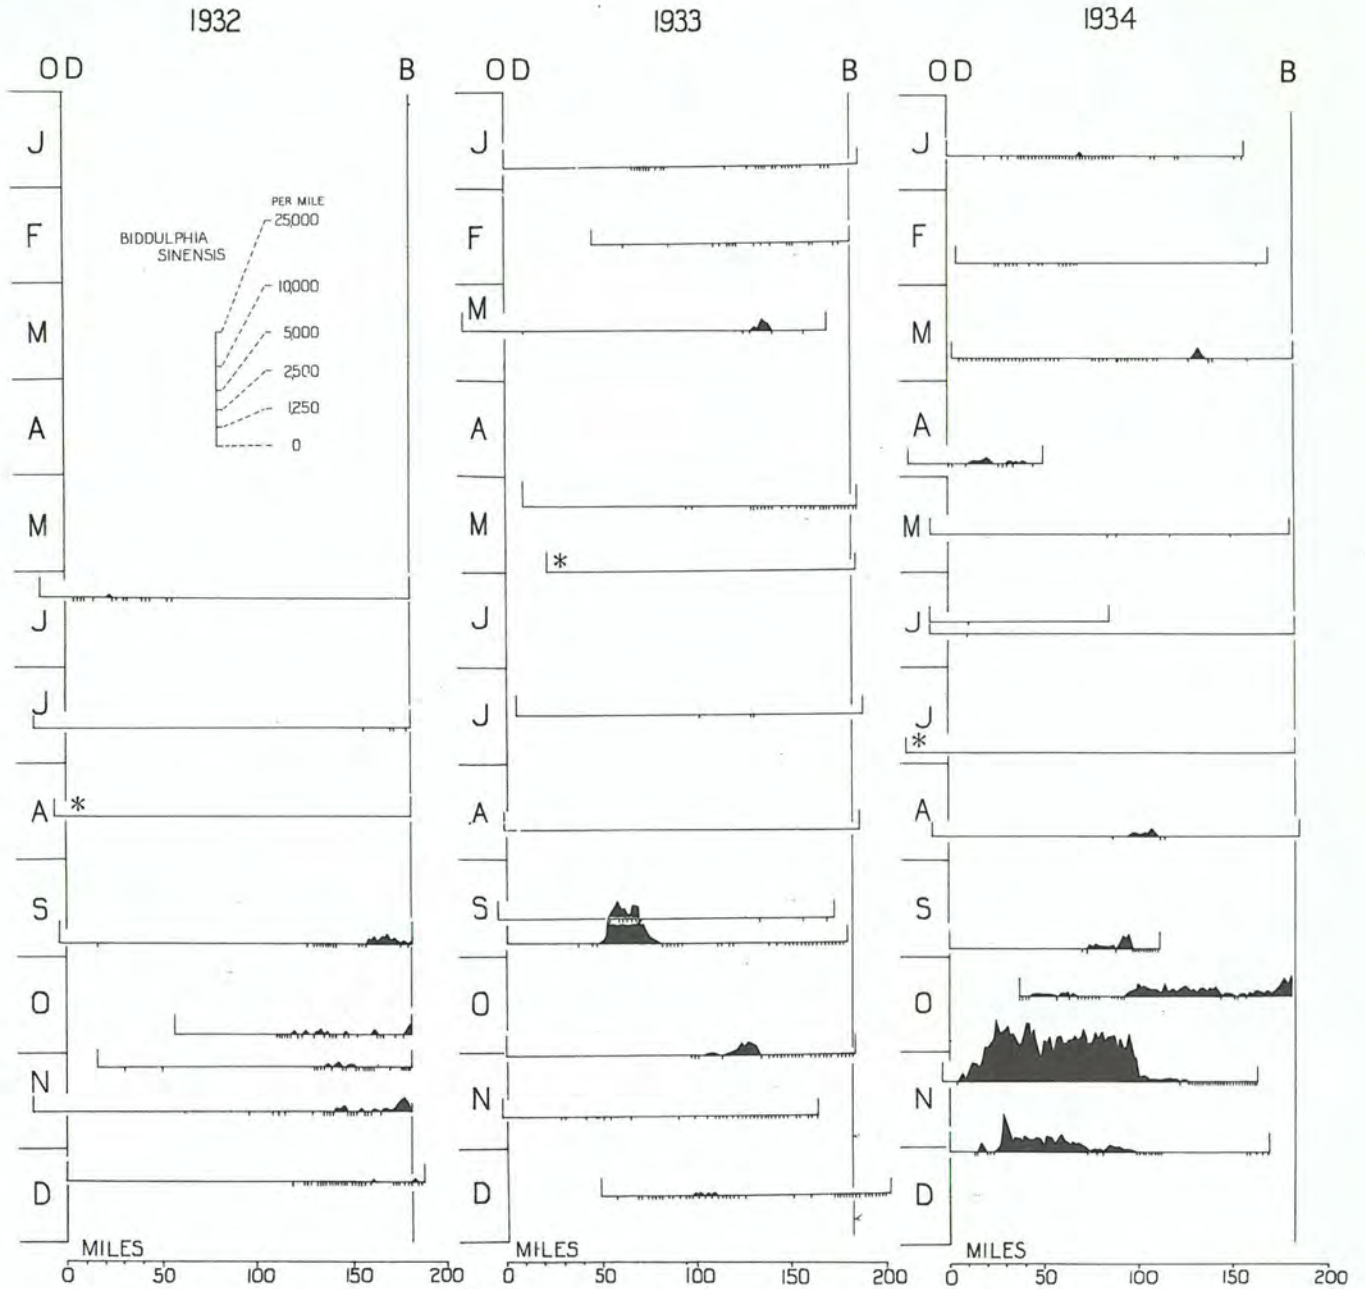 1932 1933 1934
O D B O D B O D B
J J J
F F F
PER MILE
25,000
BIDDULPHIA
SINENSIS
10,000
5,000
2,500
1,250
0
M M M
A A A
M M M
J J J
J J J
* * *
A A A
S S S
O O O
N N N
D D D
MILES MILES MILES
0 50 100 150 200 0 50 100 150 200 0 50 100 150 200